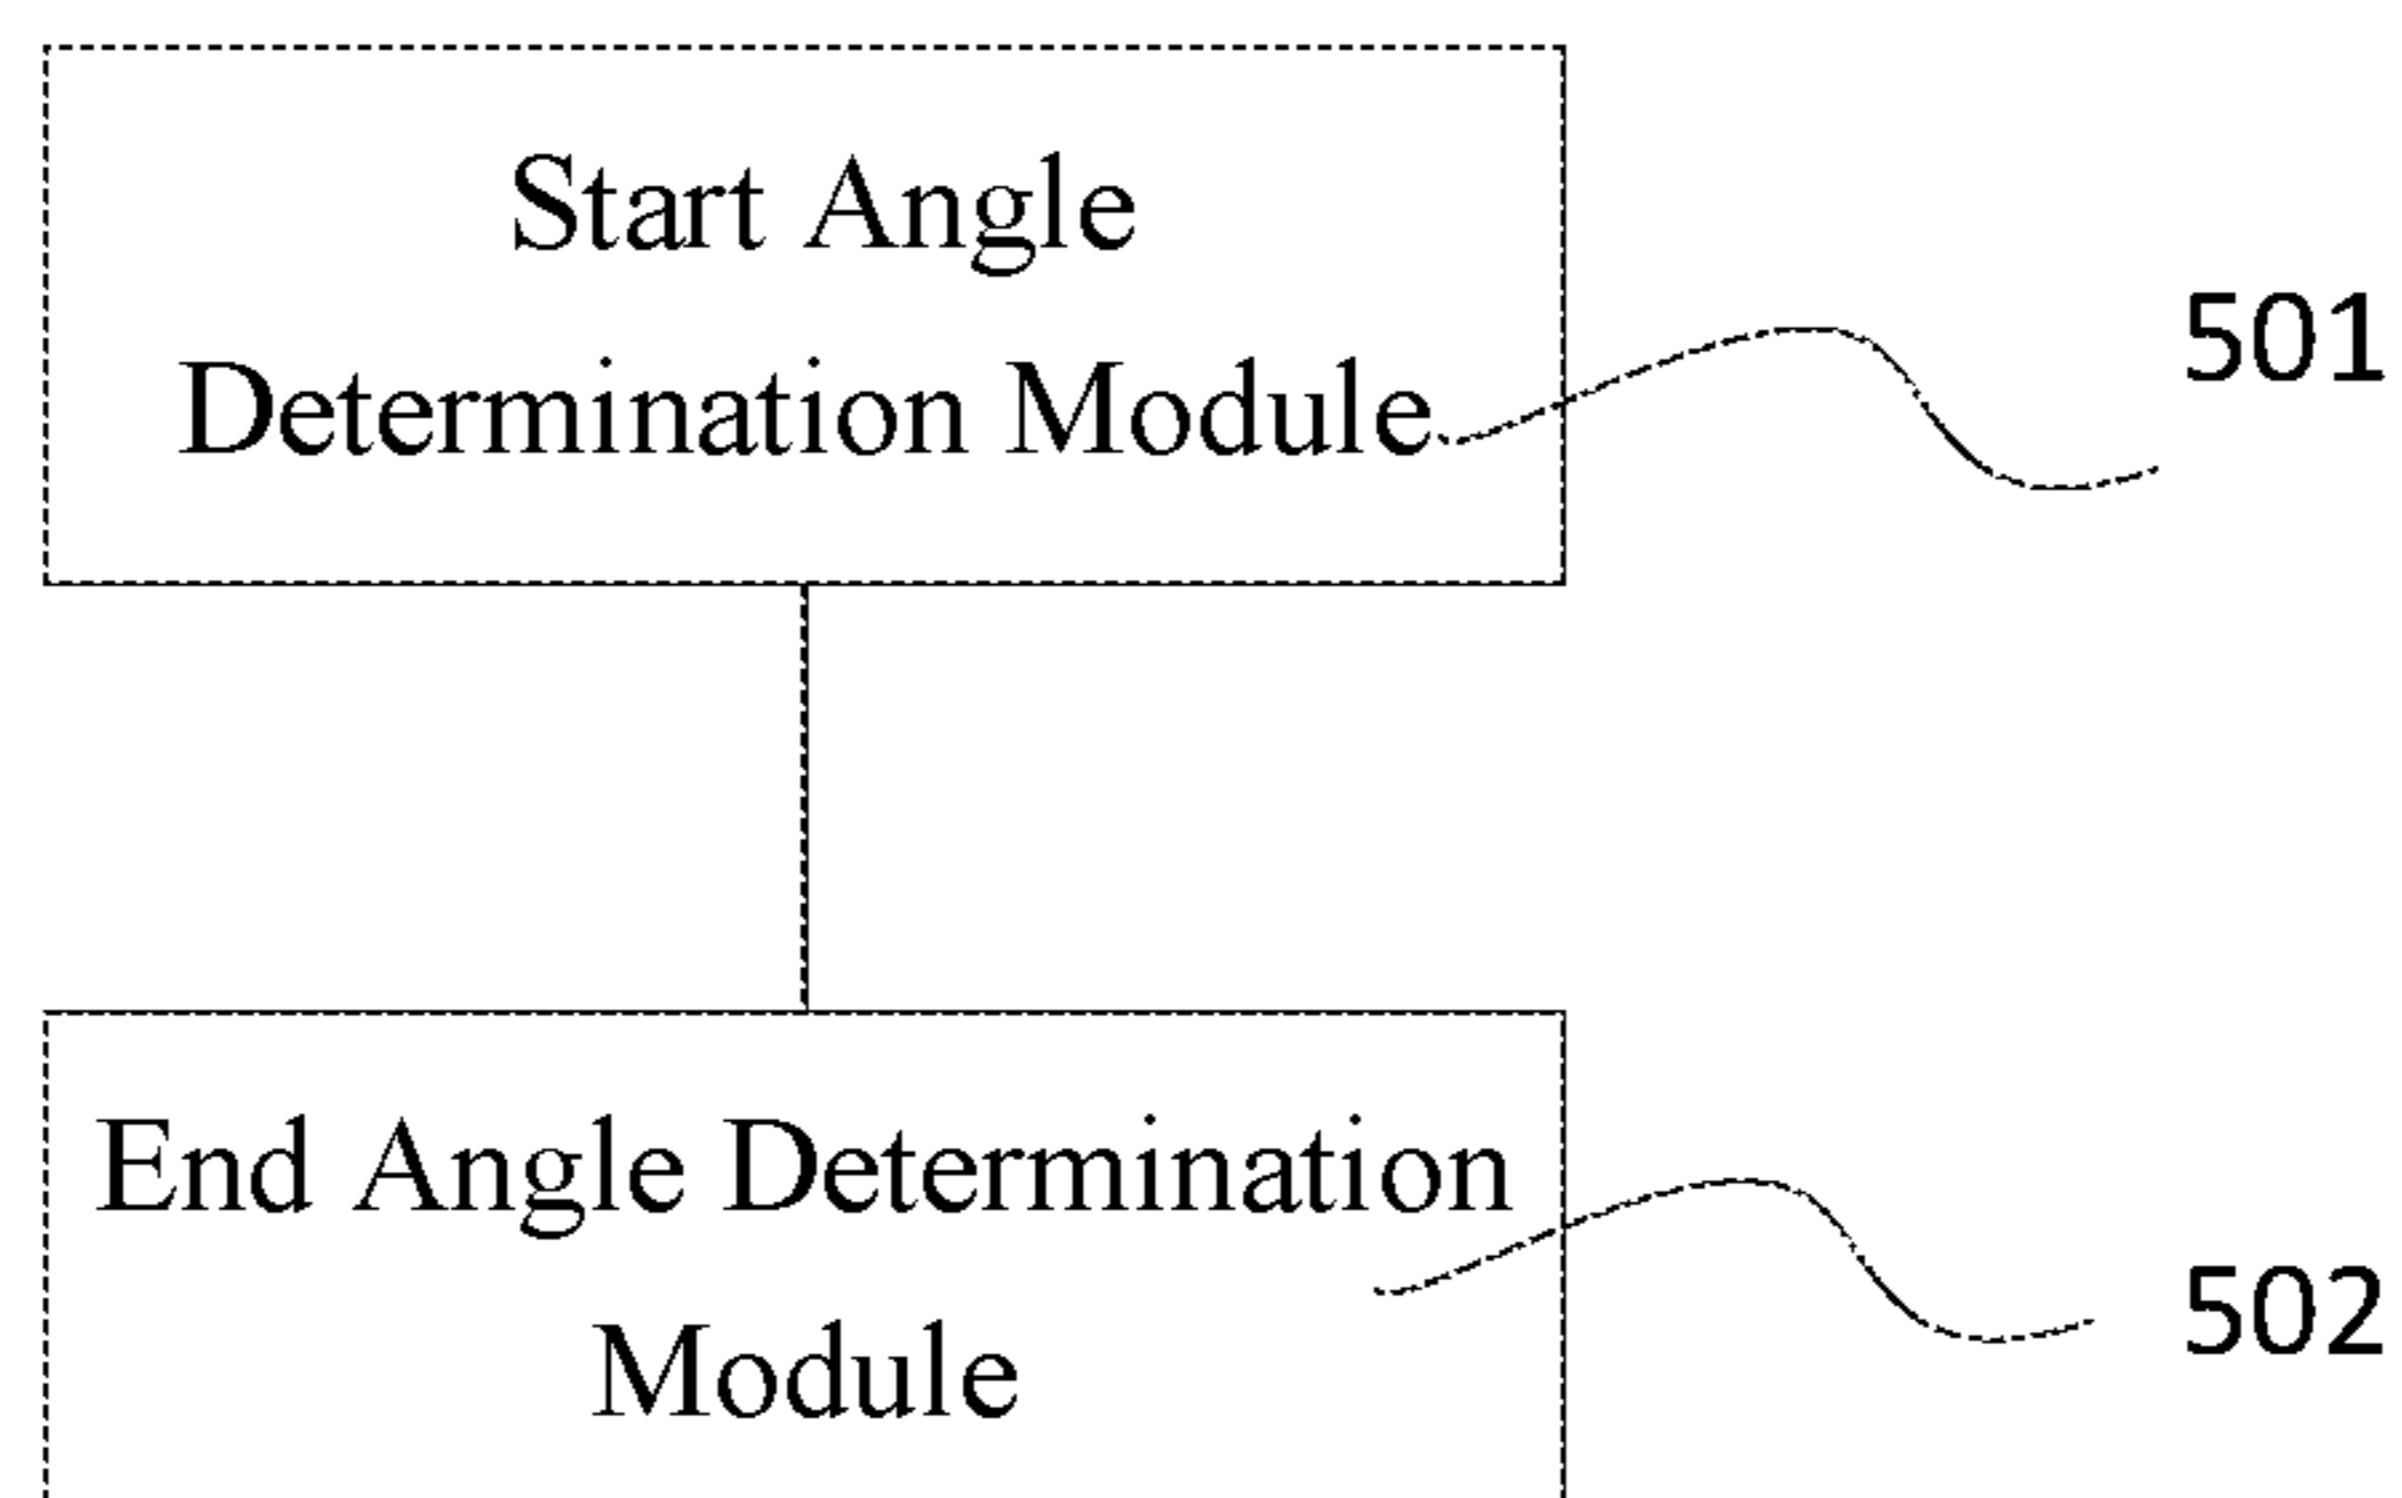 Start Angle
Determination Module
501
End Angle Determination
Module
502